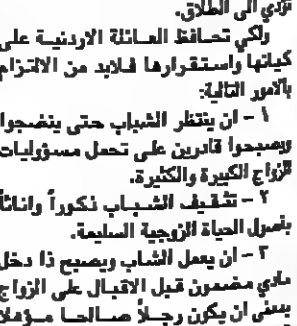 تؤدي الى الطلاق.
ولكي تحافظ العائلة الاردنية على
كيانها واستقرارها فلابد من الالتزام
بالامور التالية:
١ - ان ينتظر الشباب حتى ينضجوا
ويصبحوا قادرين على تحمل مسؤوليات
الزواج الكبيرة والكثيرة.
٢ - تثقيف الشباب ذكوراً واناثاً
بأصول الحياة الزوجية السليمة.
٣ - ان يعمل الشاب ويصبح ذا دخل
مادي مضمون قبل الاقبال على الزواج
بمعنى ان يكون رجلاً صالحاً مؤهلا